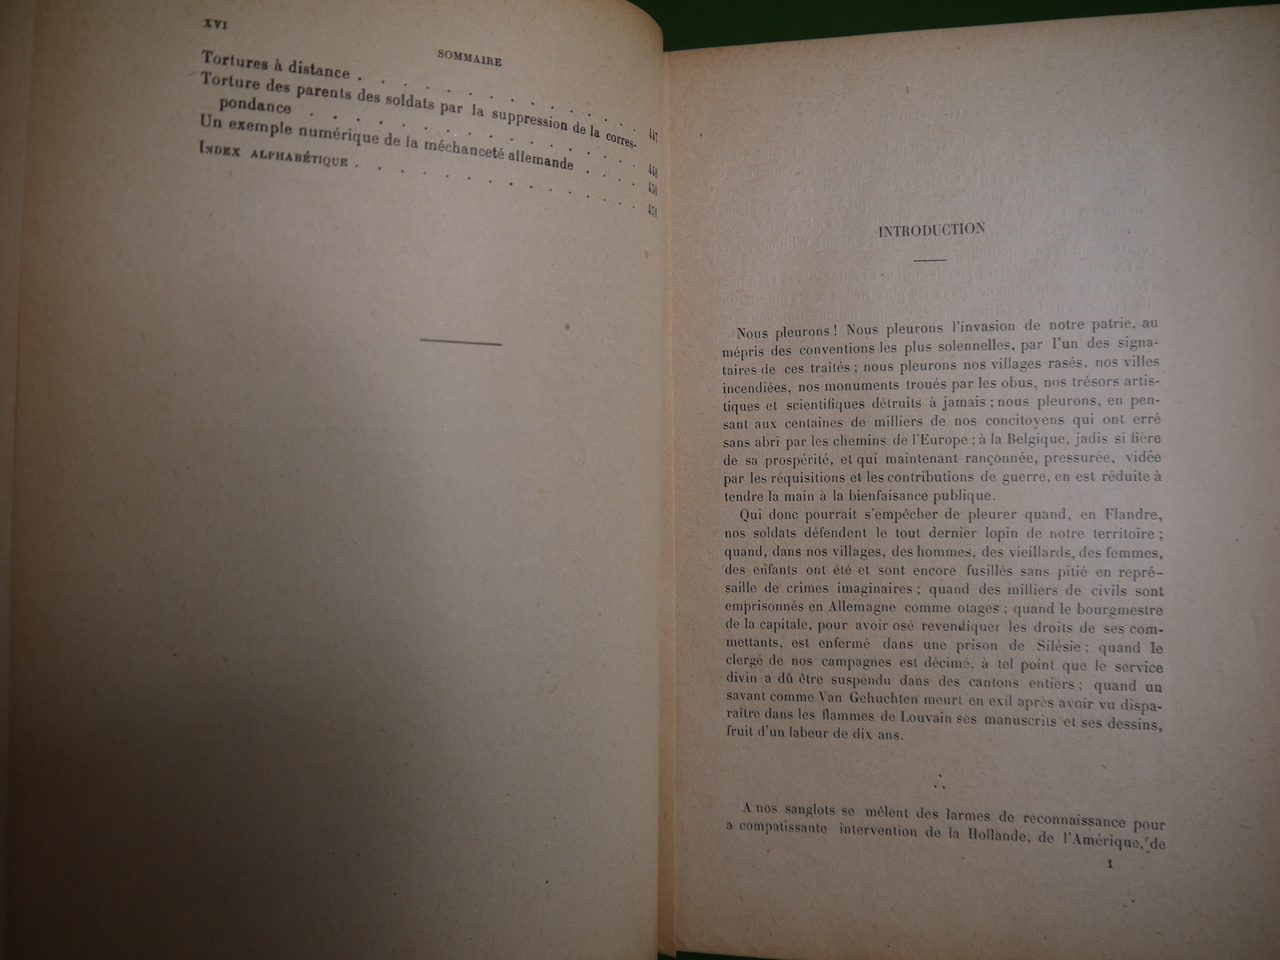 XVI
SOMMAIRE
Tortures à distance . . . . . . . . . . . . 447
Torture des parents des soldats par la suppression de la corres-
pondance . . . . . . . . . . . . . 448
Un exemple numérique de la méchanceté allemande . . . . 450
INDEX ALPHABÉTIQUE . . . . . . . . . . . . . 451
INTRODUCTION
Nous pleurons ! Nous pleurons l'invasion de notre patrie, au
mépris des conventions les plus solennelles, par l'un des signa-
taires de ces traités ; nous pleurons nos villages rasés, nos villes
incendiées, nos monuments troués par les obus, nos trésors artis-
tiques et scientifiques détruits à jamais ; nous pleurons, en pen-
sant aux centaines de milliers de nos concitoyens qui ont erré
sans abri par les chemins de l'Europe ; à la Belgique, jadis si fière
de sa prospérité, et qui maintenant rançonnée, pressurée, vidée
par les réquisitions et les contributions de guerre, en est réduite à
tendre la main à la bienfaisance publique.
Qui donc pourrait s'empêcher de pleurer quand, en Flandre,
nos soldats défendent le tout dernier lopin de notre territoire ;
quand, dans nos villages, des hommes, des vieillards, des femmes,
des enfants ont été et sont encore fusillés sans pitié en repré-
saille de crimes imaginaires ; quand des milliers de civils sont
emprisonnés en Allemagne comme otages ; quand le bourgmestre
de la capitale, pour avoir osé revendiquer les droits de ses com-
mettants, est enfermé dans une prison de Silésie ; quand le
clergé de nos campagnes est décimé, à tel point que le service
divin a dû être suspendu dans des cantons entiers ; quand un
savant comme Van Gehuchten meurt en exil après avoir vu dispa-
raître dans les flammes de Louvain ses manuscrits et ses dessins,
fruit d'un labeur de dix ans.
A nos sanglots se mêlent des larmes de reconnaissance pour
a compatissante intervention de la Hollande, de l'Amérique, de
1